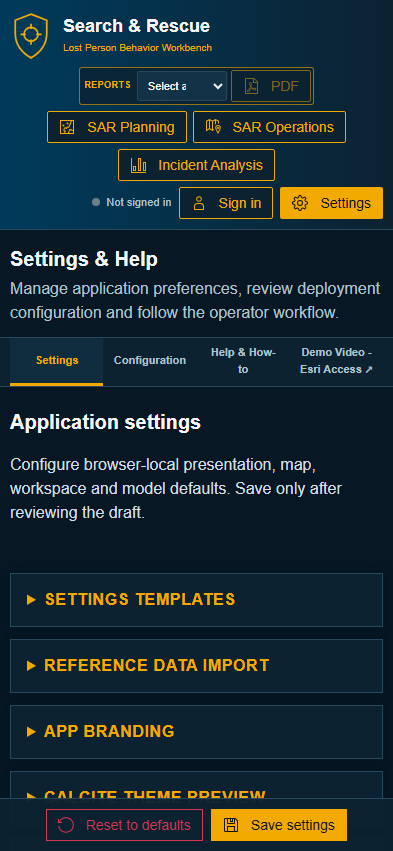 Search & Rescue
Lost Person Behavior Workbench
REPORTS
Select a
PDF
SAR Planning
SAR Operations
Incident Analysis
Not signed in
Sign in
Settings
Settings & Help
Manage application preferences, review deployment
configuration and follow the operator workflow.
Settings
Configuration
Help & How-
to
Demo Video -
Esri Access ↗
Application settings
Configure browser-local presentation, map,
workspace and model defaults. Save only after
reviewing the draft.
SETTINGS TEMPLATES
REFERENCE DATA IMPORT
APP BRANDING
CALCITE THEME PREVIEW
Reset to defaults
Save settings